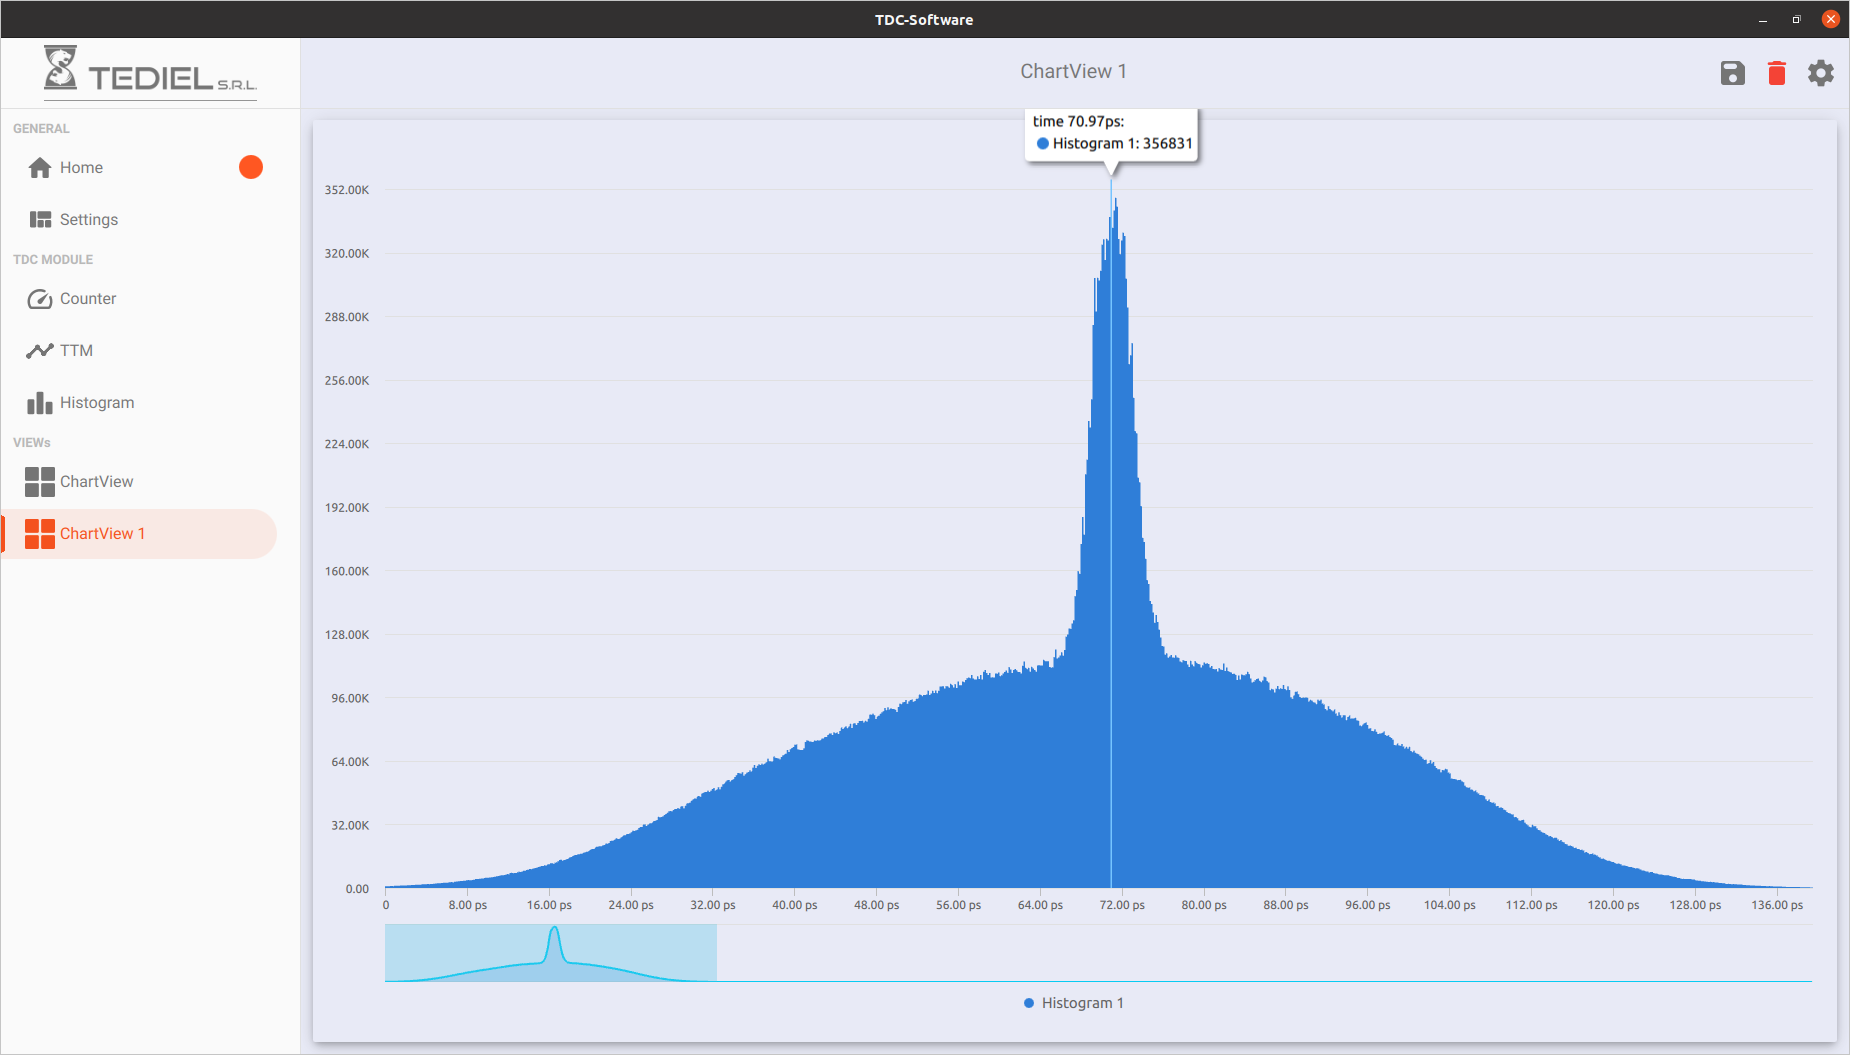 TDC-Software
TEDIEL S.R.L.
GENERAL
Home
Settings
TDC MODULE
Counter
TTM
Histogram
VIEWs
ChartView
ChartView 1
ChartView 1
time 70.97ps:
Histogram 1: 356831
352.00K
320.00K
288.00K
256.00K
224.00K
192.00K
160.00K
128.00K
96.00K
64.00K
32.00K
0.00
0 8.00 ps 16.00 ps 24.00 ps 32.00 ps 40.00 ps 48.00 ps 56.00 ps 64.00 ps 72.00 ps 80.00 ps 88.00 ps 96.00 ps 104.00 ps 112.00 ps 120.00 ps 128.00 ps 136.00 ps
Histogram 1